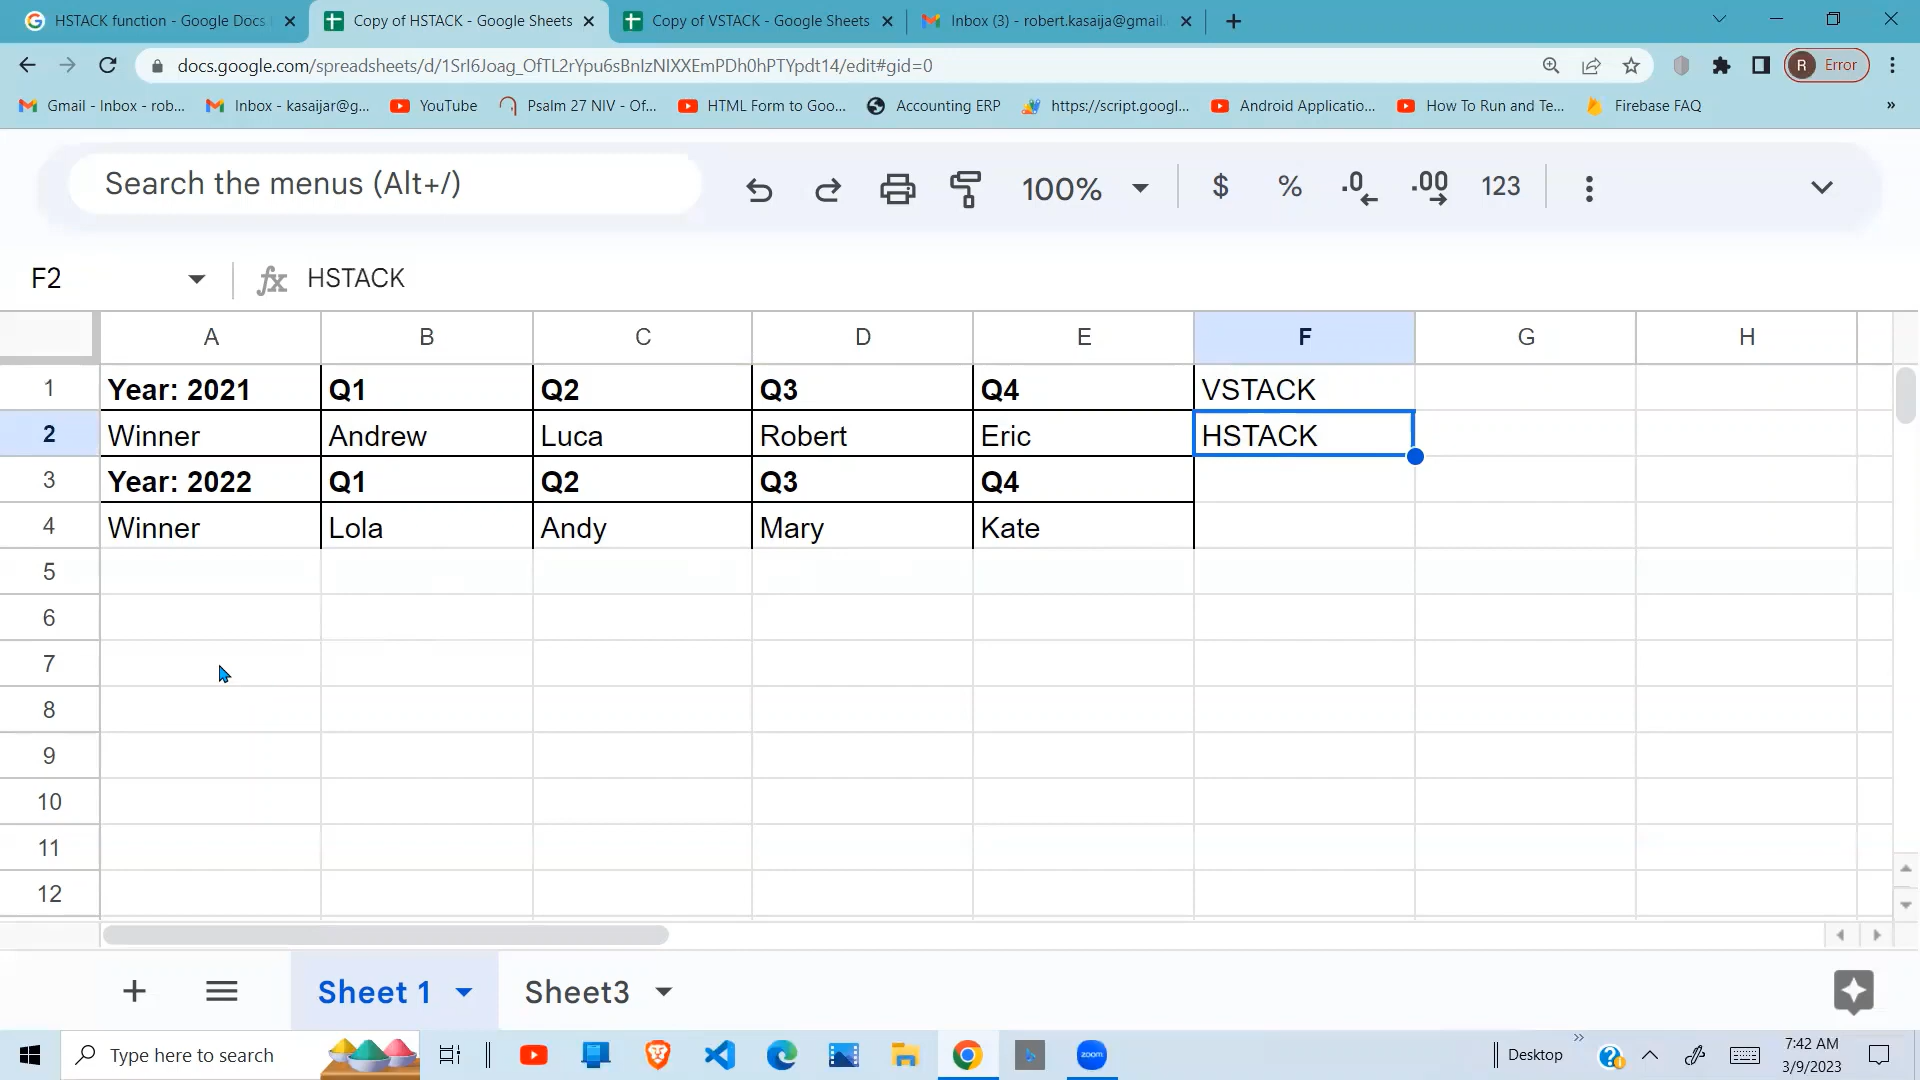 HSTACK function - Google Docs
Copy of HSTACK - Google Sheets
Copy of VSTACK - Google Sheets
Inbox (3) - robert.kasaija@gmail.
docs.google.com/spreadsheets/d/1SrI6Joag_OfTL2rYpu6sBnIzNIXXEmPDh0hPTYpdt14/edit#gid=0
R Error
Gmail - Inbox - rob...
Inbox - kasaijar@g...
YouTube
Psalm 27 NIV - Of...
HTML Form to Goo...
Accounting ERP
https://script.googl...
Android Applicatio...
How To Run and Te...
Firebase FAQ
»
Search the menus (Alt+/)
100%
$ % .0 .00 123
F2 fx HSTACK
A B C D E F G H
1 Year: 2021 Q1 Q2 Q3 Q4 VSTACK
2 Winner Andrew Luca Robert Eric HSTACK
3 Year: 2022 Q1 Q2 Q3 Q4
4 Winner Lola Andy Mary Kate
5
6
7
8
9
10
11
12
+ Sheet 1 Sheet3
Type here to search
zoom
Desktop »
7:42 AM
3/9/2023